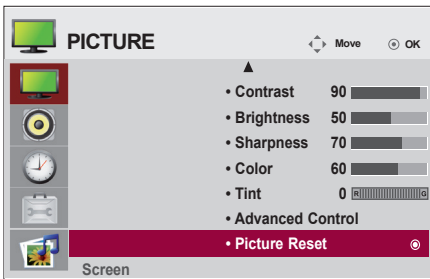 PICTURE
Move
OK
• Contrast 90
• Brightness 50
• Sharpness 70
• Color 60
• Tint 0 R G
• Advanced Control
• Picture Reset
Screen